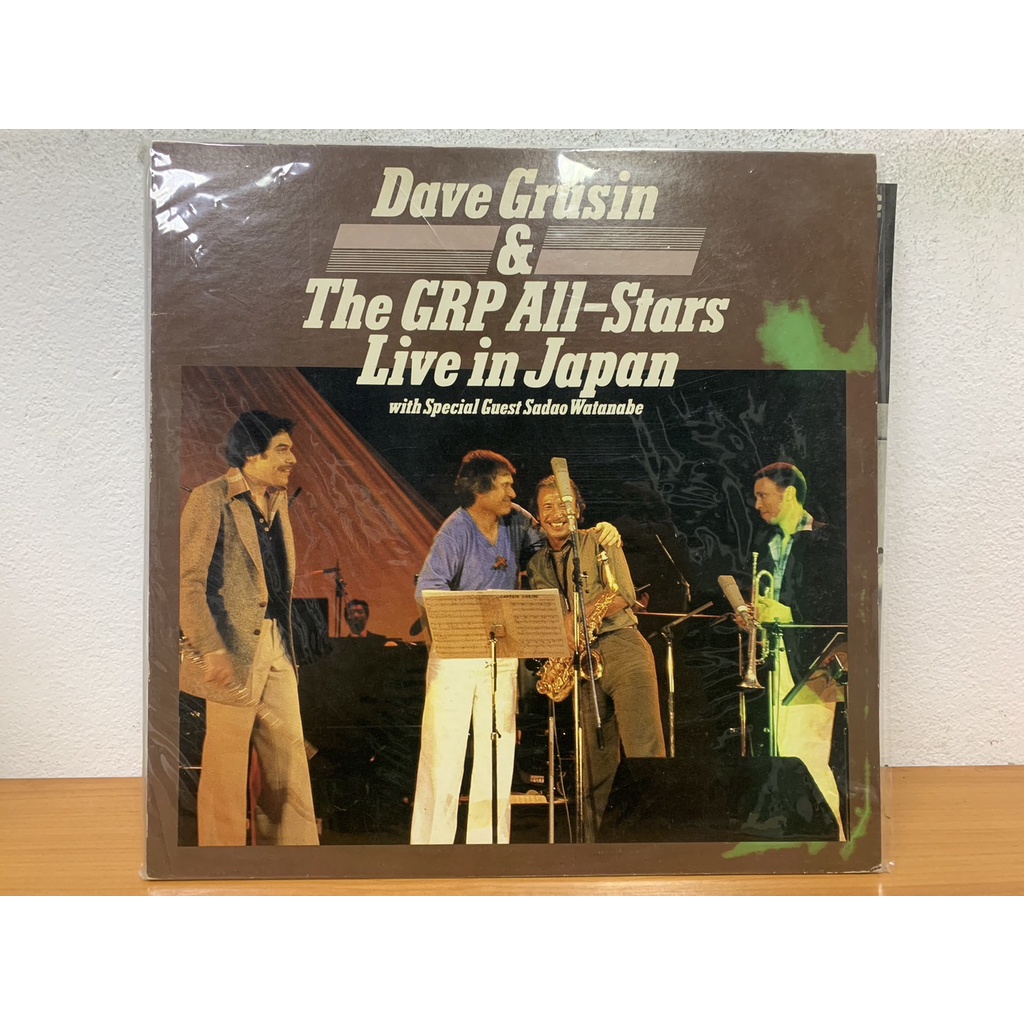 Dave Grusin
&
The GRP All-Stars
Live in Japan
with Special Guest Sadao Watanabe